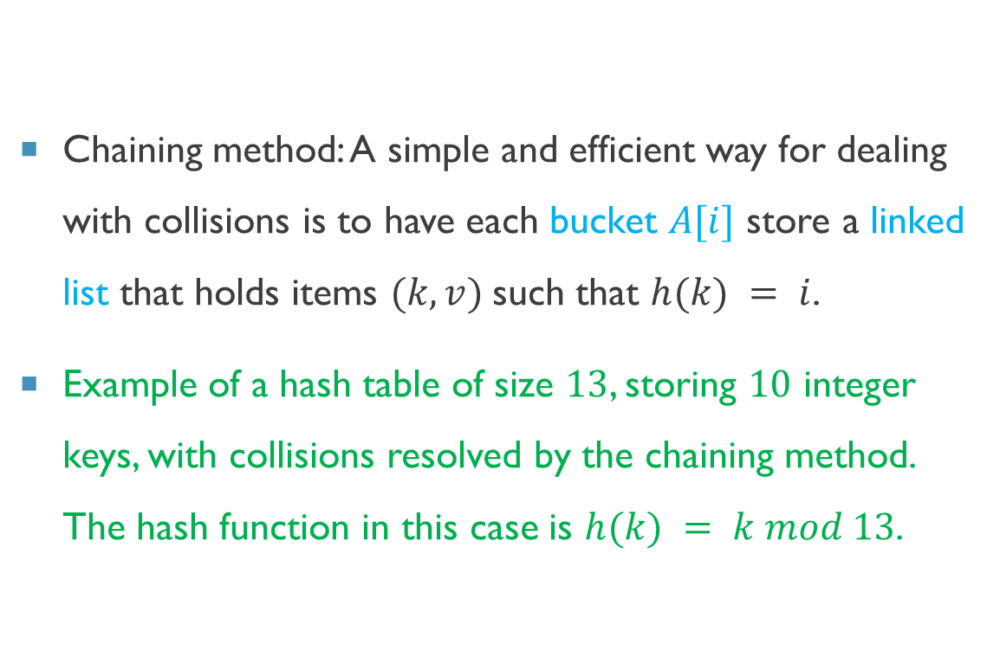 ▪ Chaining method: A simple and efficient way for dealing
with collisions is to have each bucket A[i] store a linked
list that holds items (k, v) such that h(k) = i.
▪ Example of a hash table of size 13, storing 10 integer
keys, with collisions resolved by the chaining method.
The hash function in this case is h(k) = k mod 13.